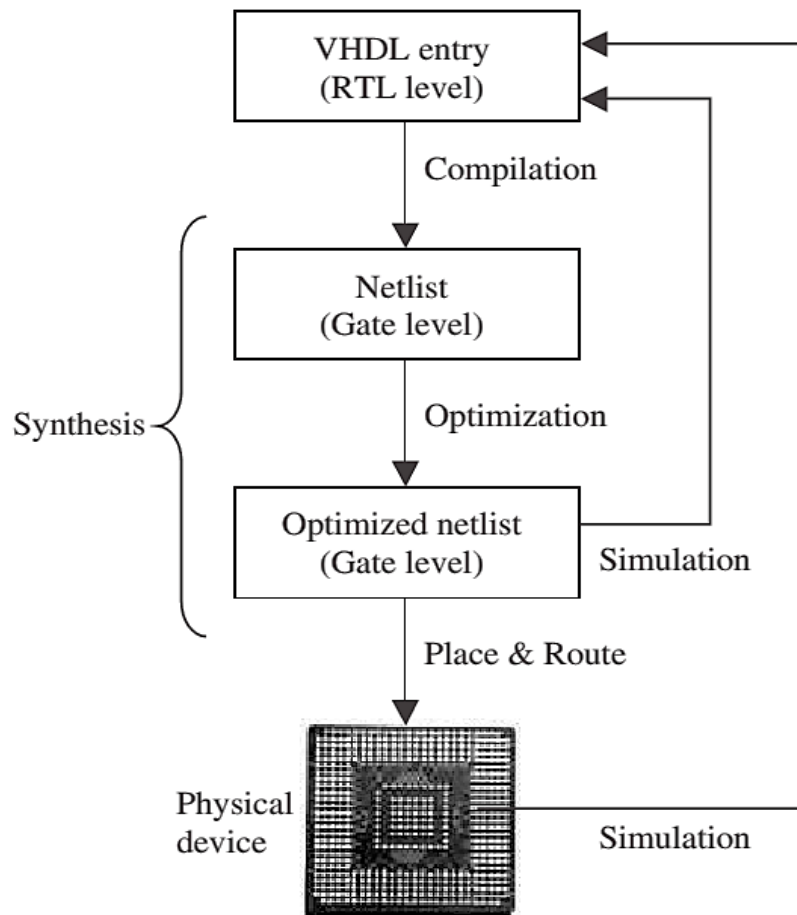 VHDL entry
(RTL level)
Compilation
Netlist
(Gate level)
Synthesis
Optimization
Optimized netlist
(Gate level)
Simulation
Place & Route
Physical
device
Simulation